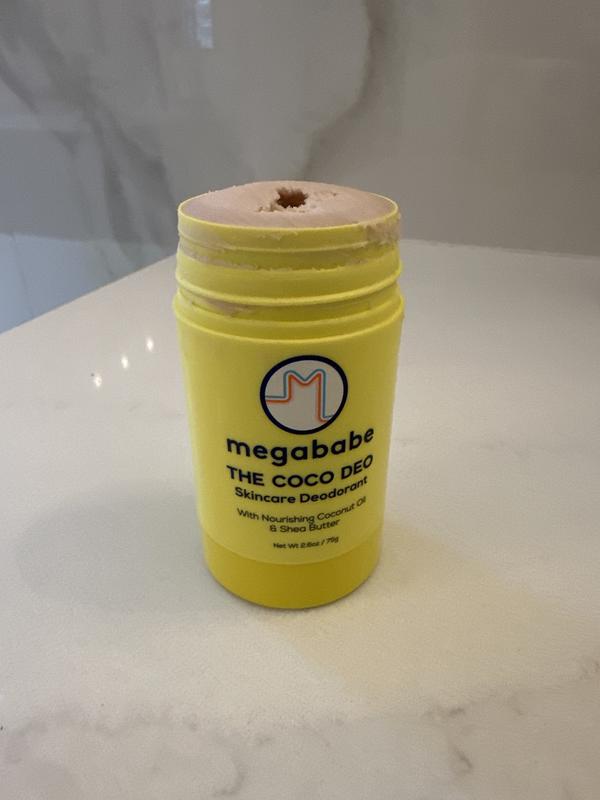 M
megababe
THE COCO DEO
Skincare Deodorant
With Nourishing Coconut Oil
& Shea Butter
Net Wt 2.6oz / 75g